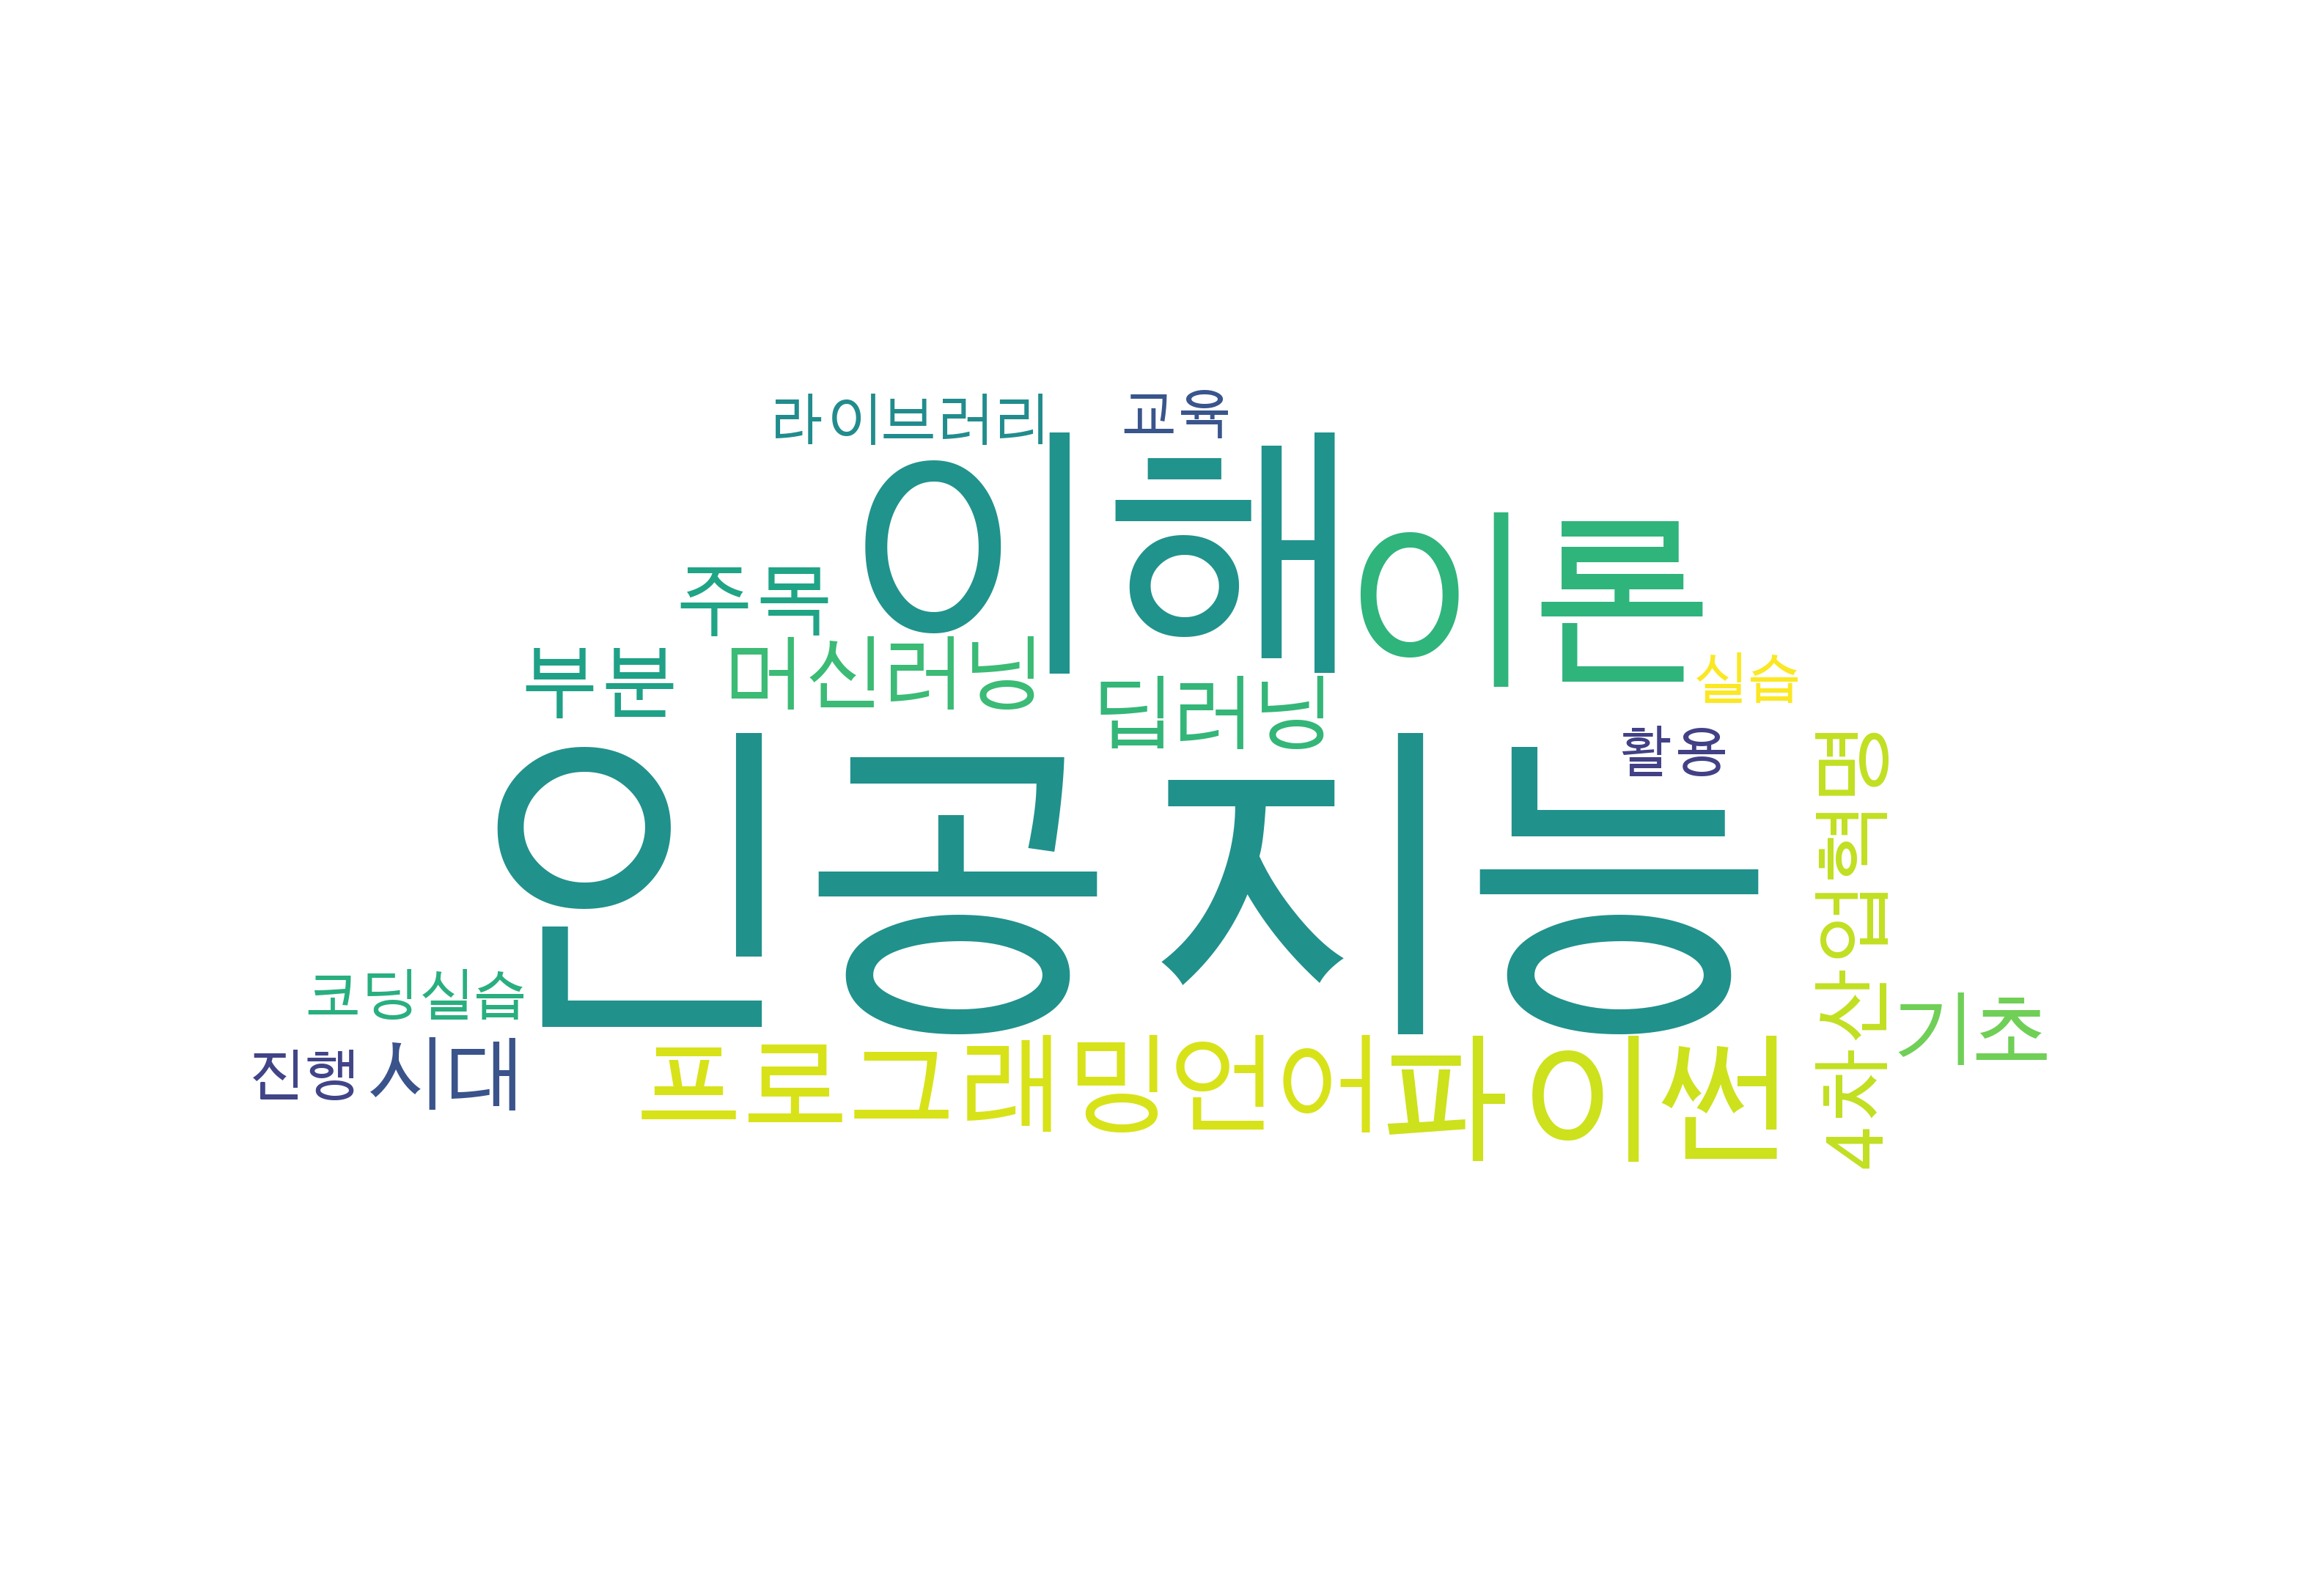 라이브러리
교육
이해
이론
주목
부분
머신러닝
딥러닝
실습
활용
인공지능
4차산업혁명
코딩실습
기초
진행
시대
프로그래밍언어
파이썬